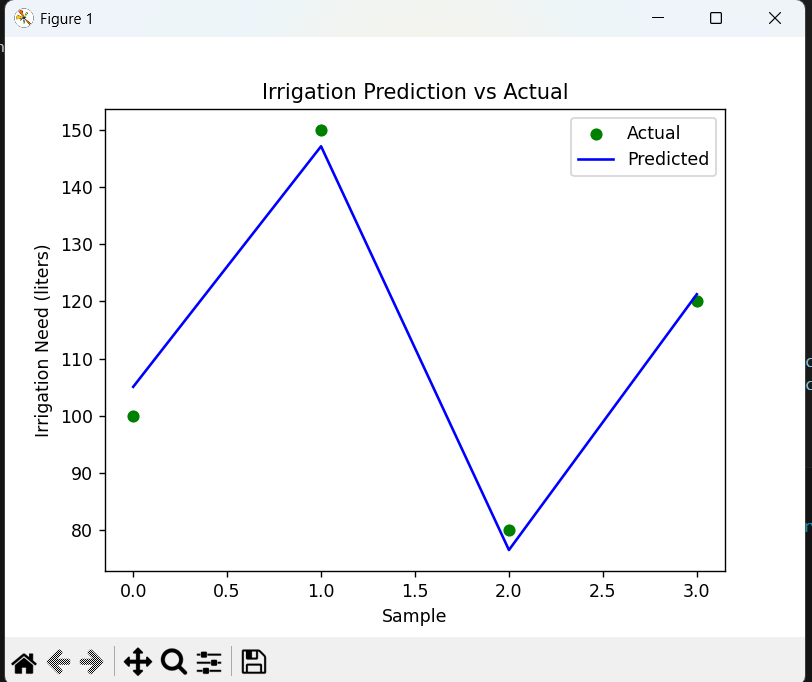 Figure 1
Irrigation Prediction vs Actual
Actual
Predicted
Irrigation Need (liters)
150
140
130
120
110
100
90
80
0.0 0.5 1.0 1.5 2.0 2.5 3.0
Sample